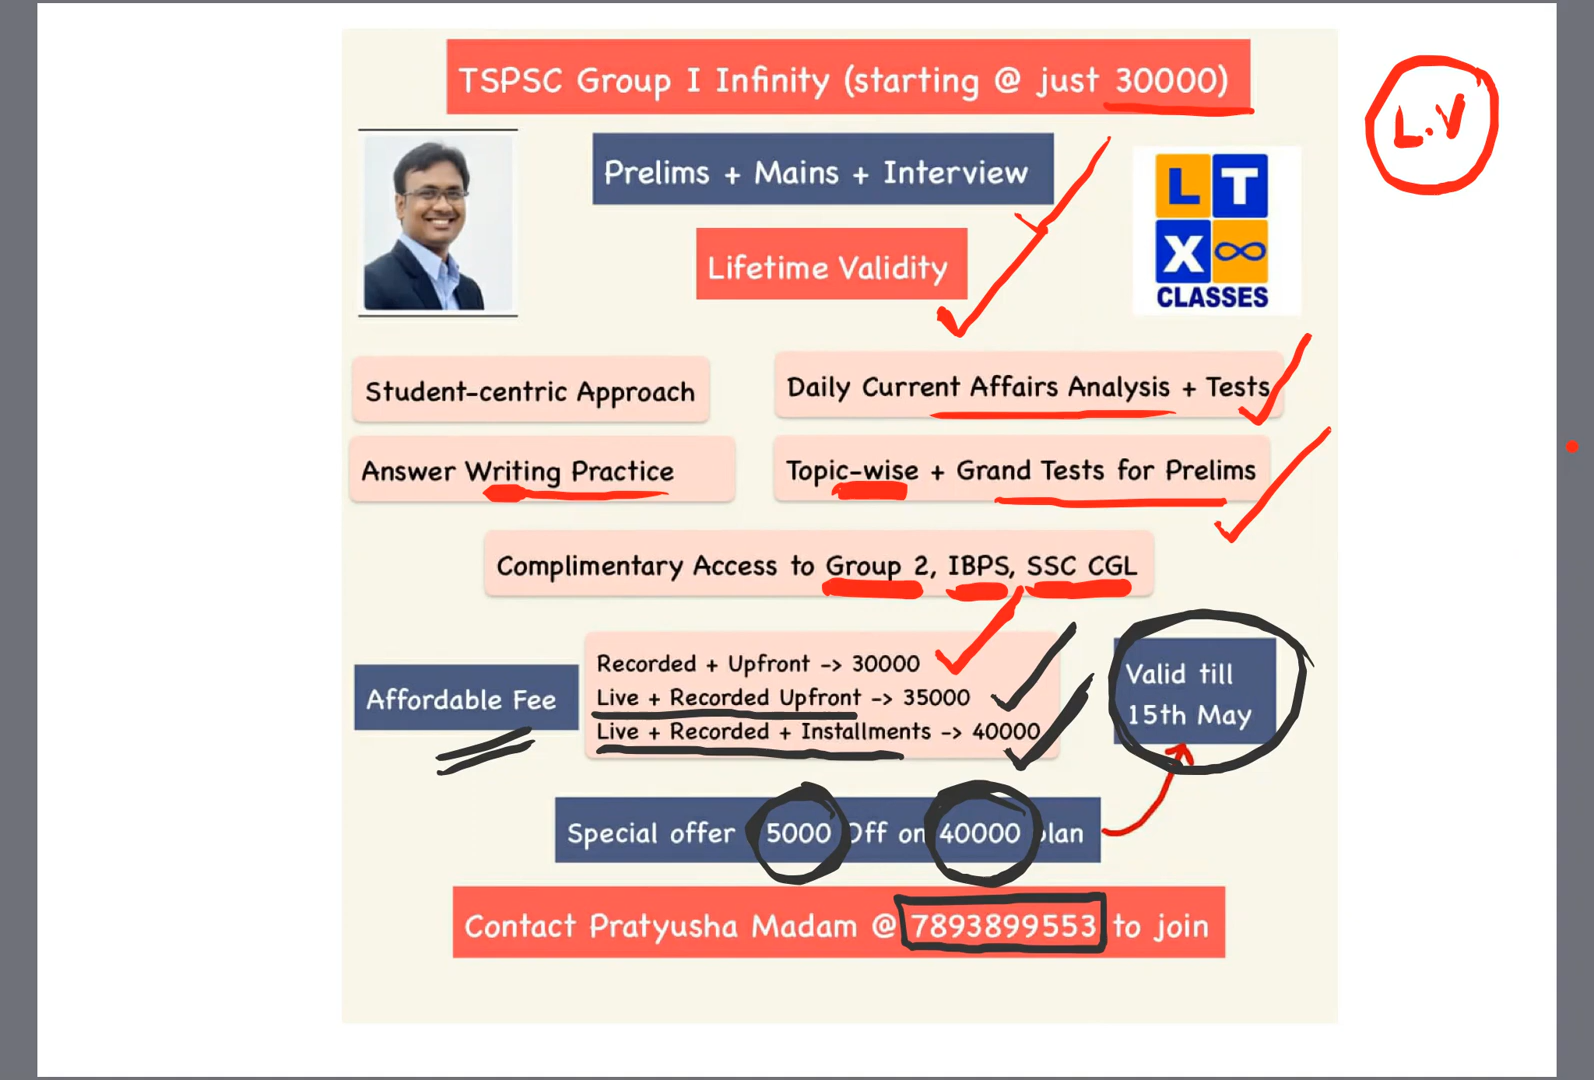 TSPSC Group I Infinity (starting @ just 30000)
L.V
Prelims + Mains + Interview
L T
X ∞
CLASSES
Lifetime Validity
Student-centric Approach
Daily Current Affairs Analysis + Tests
Answer Writing Practice
Topic-wise + Grand Tests for Prelims
Complimentary Access to Group 2, IBPS, SSC CGL
Affordable Fee
Recorded + Upfront -> 30000
Live + Recorded Upfront -> 35000
Live + Recorded + Installments -> 40000
Valid till
15th May
Special offer 5000 Off on 40000 plan
Contact Pratyusha Madam @ 7893899553 to join